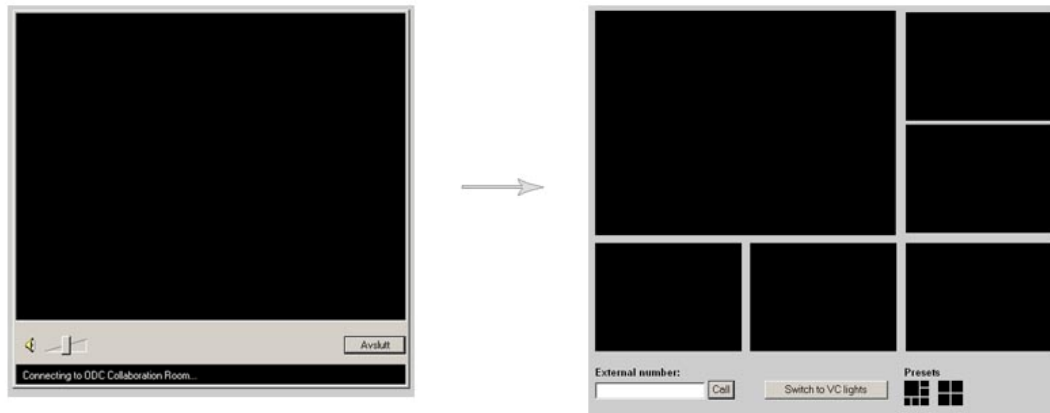 Avslutt
Connecting to ODC Collaboration Room...
External number:
Call
Switch to VC lights
Presets